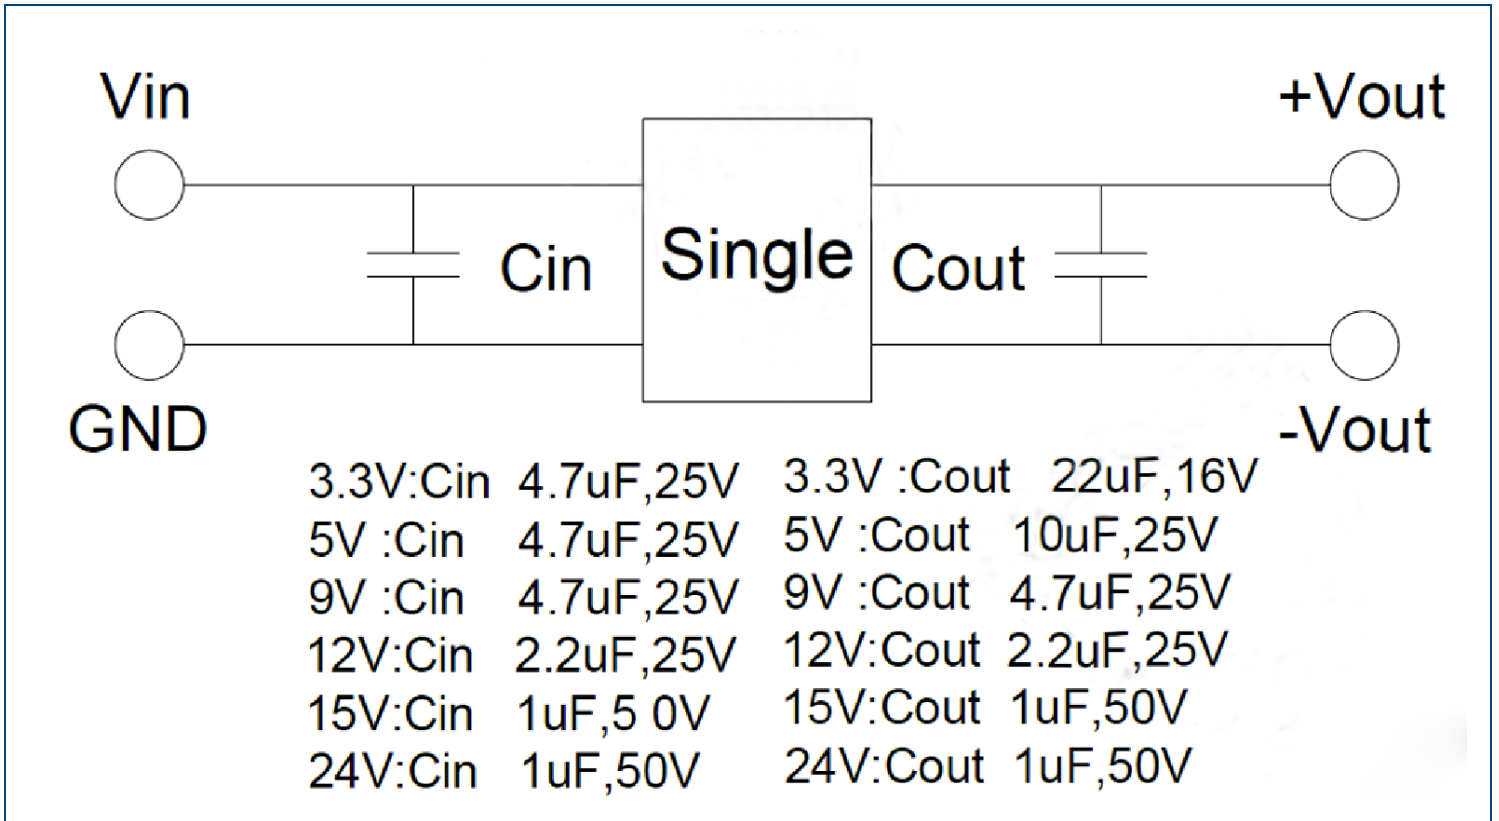 Vin
+Vout
Cin
Single
Cout
GND
-Vout
3.3V:Cin 4.7uF,25V
5V :Cin 4.7uF,25V
9V :Cin 4.7uF,25V
12V:Cin 2.2uF,25V
15V:Cin 1uF,5 0V
24V:Cin 1uF,50V
3.3V :Cout 22uF,16V
5V :Cout 10uF,25V
9V :Cout 4.7uF,25V
12V:Cout 2.2uF,25V
15V:Cout 1uF,50V
24V:Cout 1uF,50V